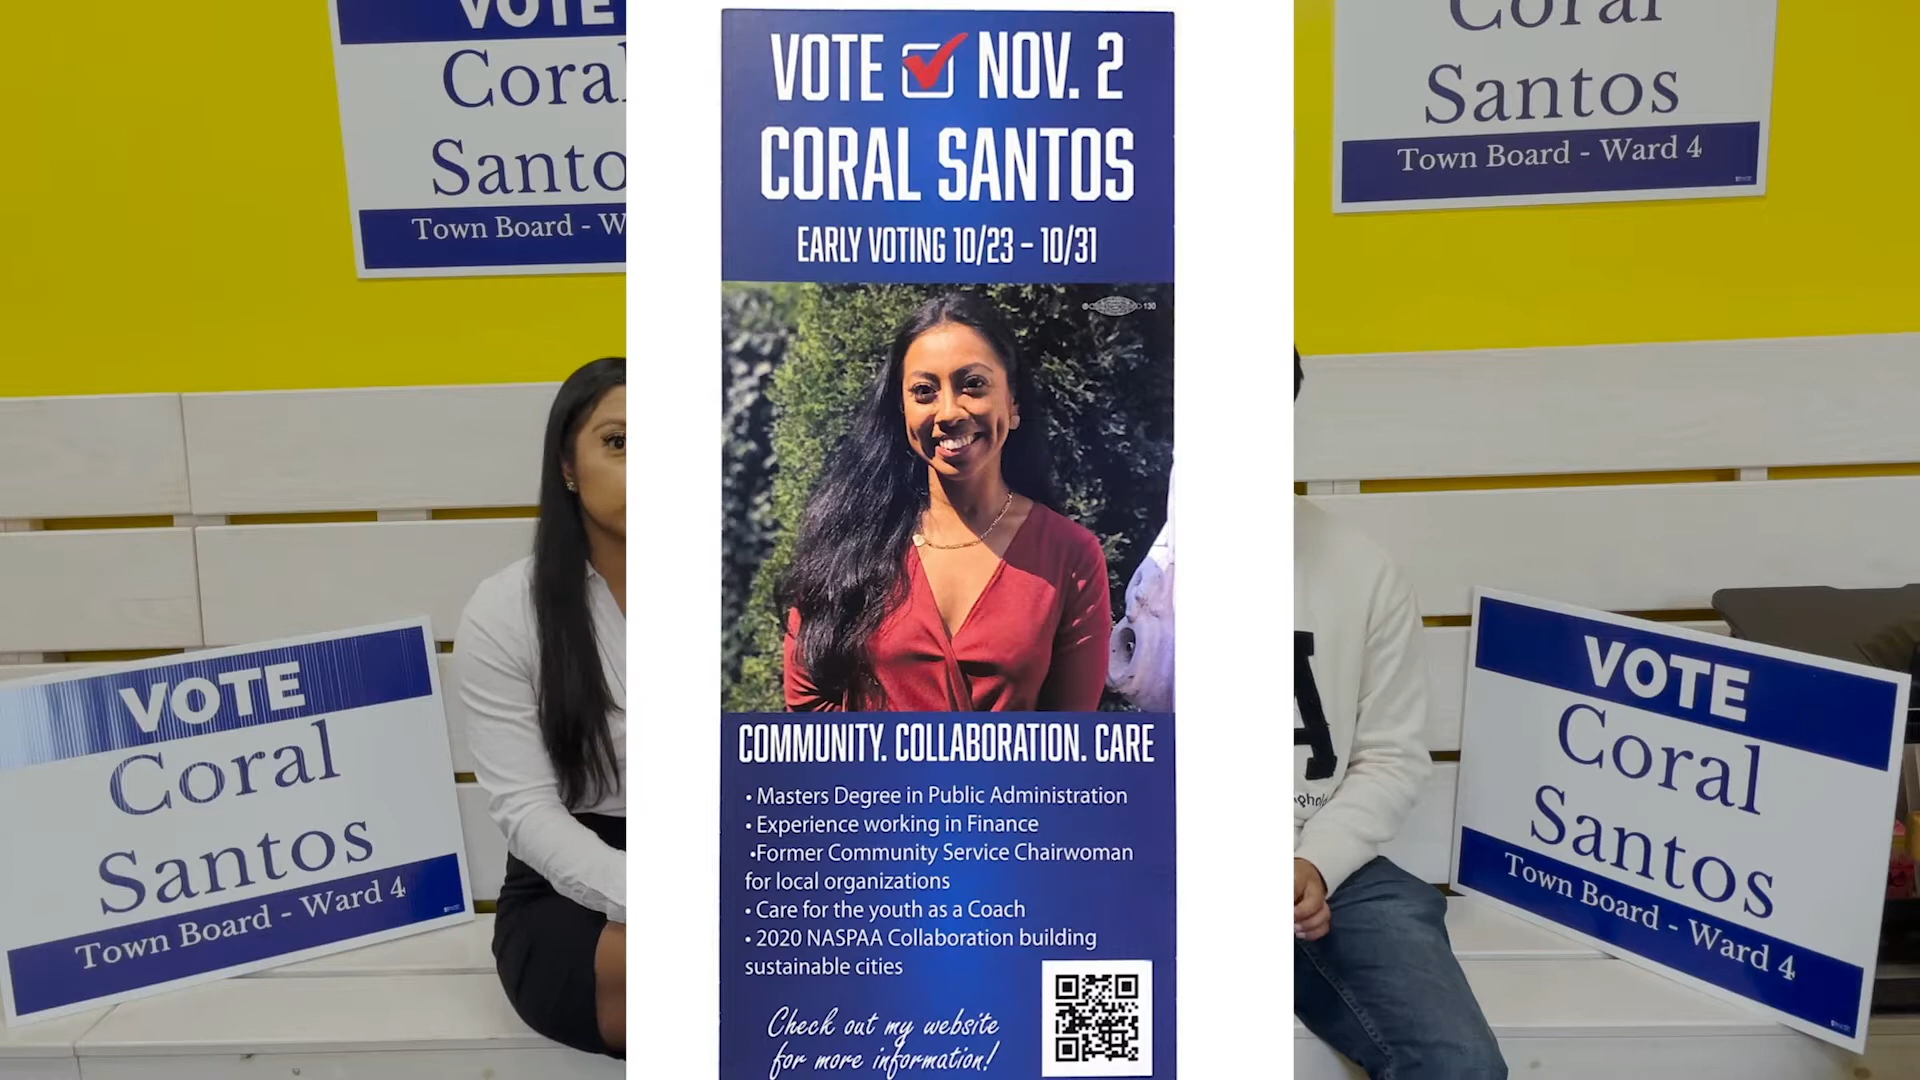 VOTE
Coral
Santo
Town Board - W
VOTE
Coral
Santos
Town Board - Ward 4
VOTE NOV. 2
CORAL SANTOS
EARLY VOTING 10/23 – 10/31
130
COMMUNITY. COLLABORATION. CARE
• Masters Degree in Public Administration
• Experience working in Finance
•Former Community Service Chairwoman
for local organizations
• Care for the youth as a Coach
• 2020 NASPAA Collaboration building
sustainable cities
Check out my website
for more information!
Coral
Santos
Town Board - Ward 4
A
VOTE
Coral
Santos
Town Board - Ward 4